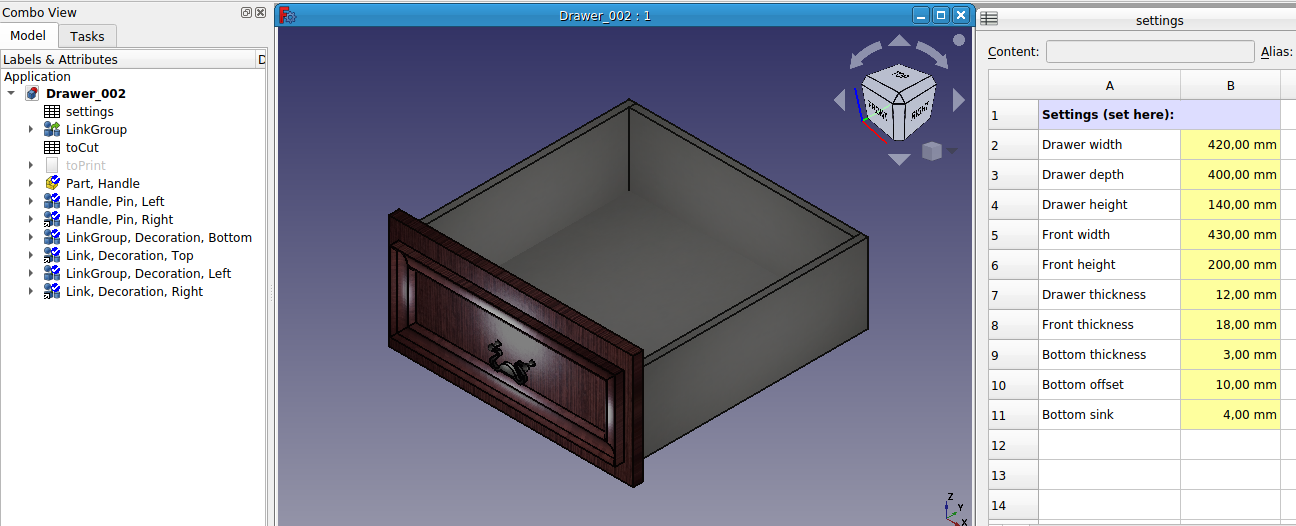 Combo View
Model Tasks
Labels & Attributes D
Application
Drawer_002
settings
LinkGroup
toCut
toPrint
Part, Handle
Handle, Pin, Left
Handle, Pin, Right
LinkGroup, Decoration, Bottom
Link, Decoration, Top
LinkGroup, Decoration, Left
Link, Decoration, Right
Drawer_002 : 1
TOP
FRONT
RIGHT
Z
Y
X
settings
Content: Alias:
A B
1 Settings (set here):
2 Drawer width 420,00 mm
3 Drawer depth 400,00 mm
4 Drawer height 140,00 mm
5 Front width 430,00 mm
6 Front height 200,00 mm
7 Drawer thickness 12,00 mm
8 Front thickness 18,00 mm
9 Bottom thickness 3,00 mm
10 Bottom offset 10,00 mm
11 Bottom sink 4,00 mm
12
13
14